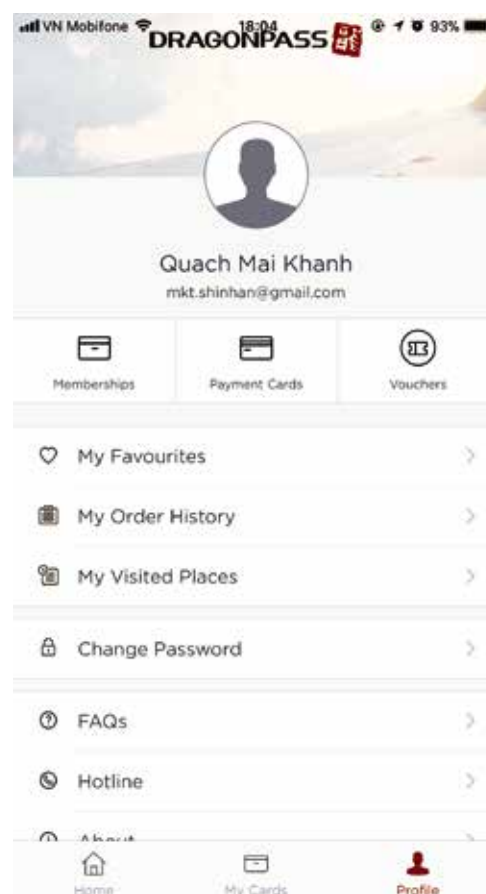 VN Mobifone 18:04 93%
DRAGONPASS
Quach Mai Khanh
mkt.shinhan@gmail.com
Memberships Payment Cards Vouchers
My Favourites
My Order History
My Visited Places
Change Password
FAQs
Hotline
About
Home My Cards Profile